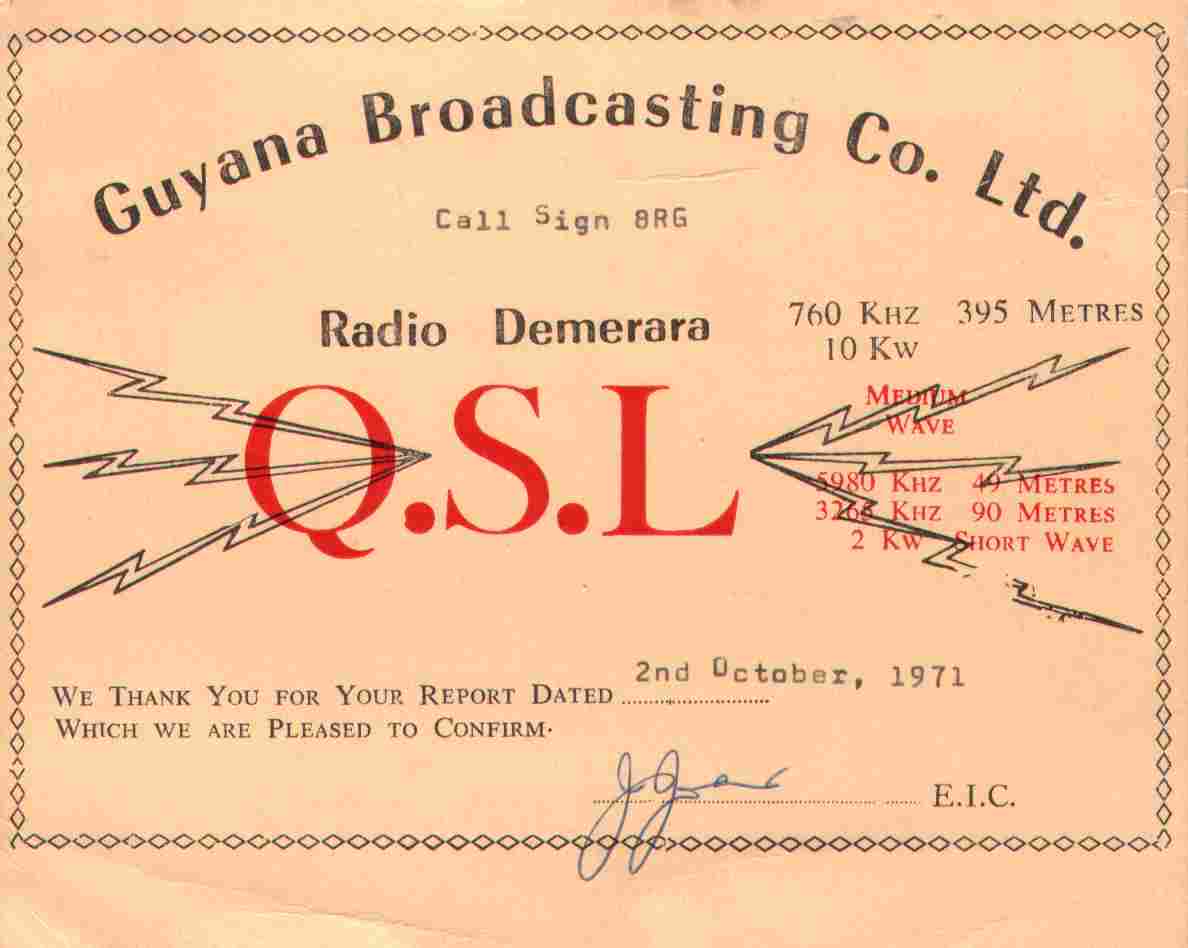 Guyana Broadcasting Co. Ltd.
Call Sign 8RG
Radio Demerara
760 KHZ 395 METRES
10 KW
MEDIUM
WAVE
Q.S.L
5980 KHZ 49 METRES
3265 KHZ 90 METRES
2 KW SHORT WAVE
WE THANK YOU FOR YOUR REPORT DATED 2nd October, 1971
WHICH WE ARE PLEASED TO CONFIRM.
E.I.C.